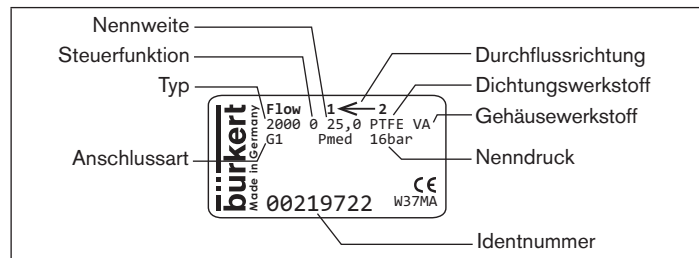 Nennweite
Steuerfunktion
Typ
Anschlussart
Durchflussrichtung
Dichtungswerkstoff
Gehäusewerkstoff
Nenndruck
Identnummer
bürkert
Made in Germany
Flow 1 2
2000 0 25,0 PTFE VA
G1 Pmed 16bar
CE
00219722 W37MA